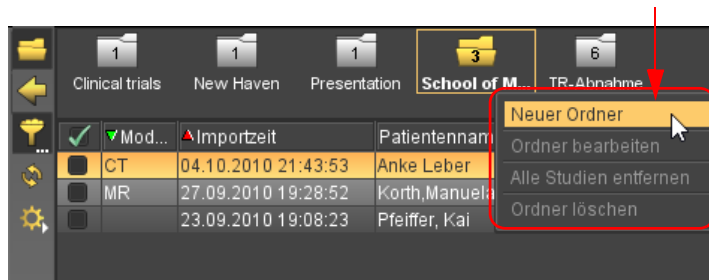 1 1 1 3 6
Clinical trials New Haven Presentation School of M... TR-Abnahme
Neuer Ordner
Mod... Importzeit Patientennam
Ordner bearbeiten
CT 04.10.2010 21:43:53 Anke Leber
Alle Studien entfernen
MR 27.09.2010 19:28:52 Korth,Manuela
Ordner löschen
23.09.2010 19:08:23 Pfeiffer, Kai